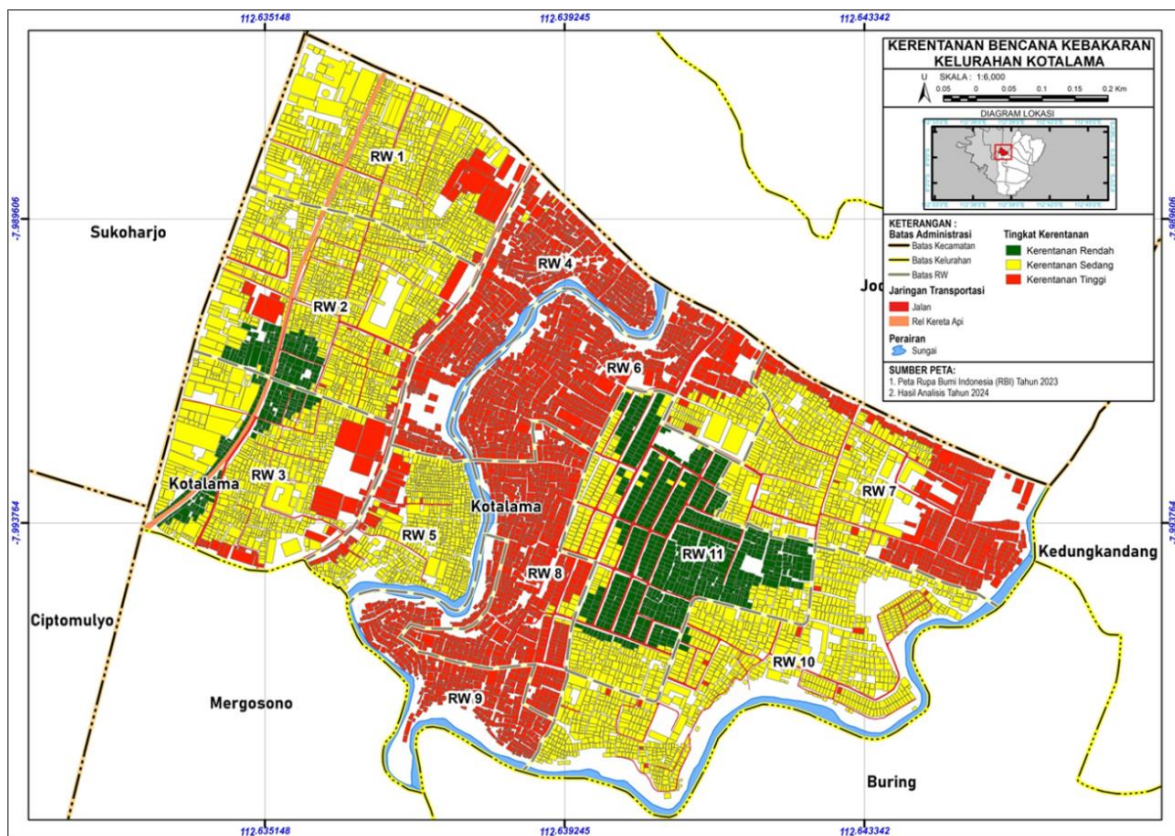 112.635148
112.639245
112.643342
KERENTANAN BENCANA KEBAKARAN
KELURAHAN KOTALAMA
U
SKALA : 1:6,000
0.05 0 0.05 0.1 0.15 0.2 Km
DIAGRAM LOKASI
KETERANGAN :
Batas Administrasi
Batas Kecamatan
Batas Kelurahan
Batas RW
Jaringan Transportasi
Jalan
Rel Kereta Api
Perairan
Sungai
Tingkat Kerentanan
Kerentanan Rendah
Kerentanan Sedang
Kerentanan Tinggi
SUMBER PETA:
1. Peta Rupa Bumi Indonesia (RBI) Tahun 2023
2. Hasil Analisis Tahun 2024
RW 1
-7.989606
-7.989606
Sukoharjo
RW 4
RW 2
RW 6
RW 3
Kotalama
RW 7
Kotalama
-7.993764
-7.993764
RW 5
RW 11
Kedungkandang
RW 8
Ciptomulyo
RW 10
Mergosono
RW 9
Buring
112.635148
112.639245
112.643342